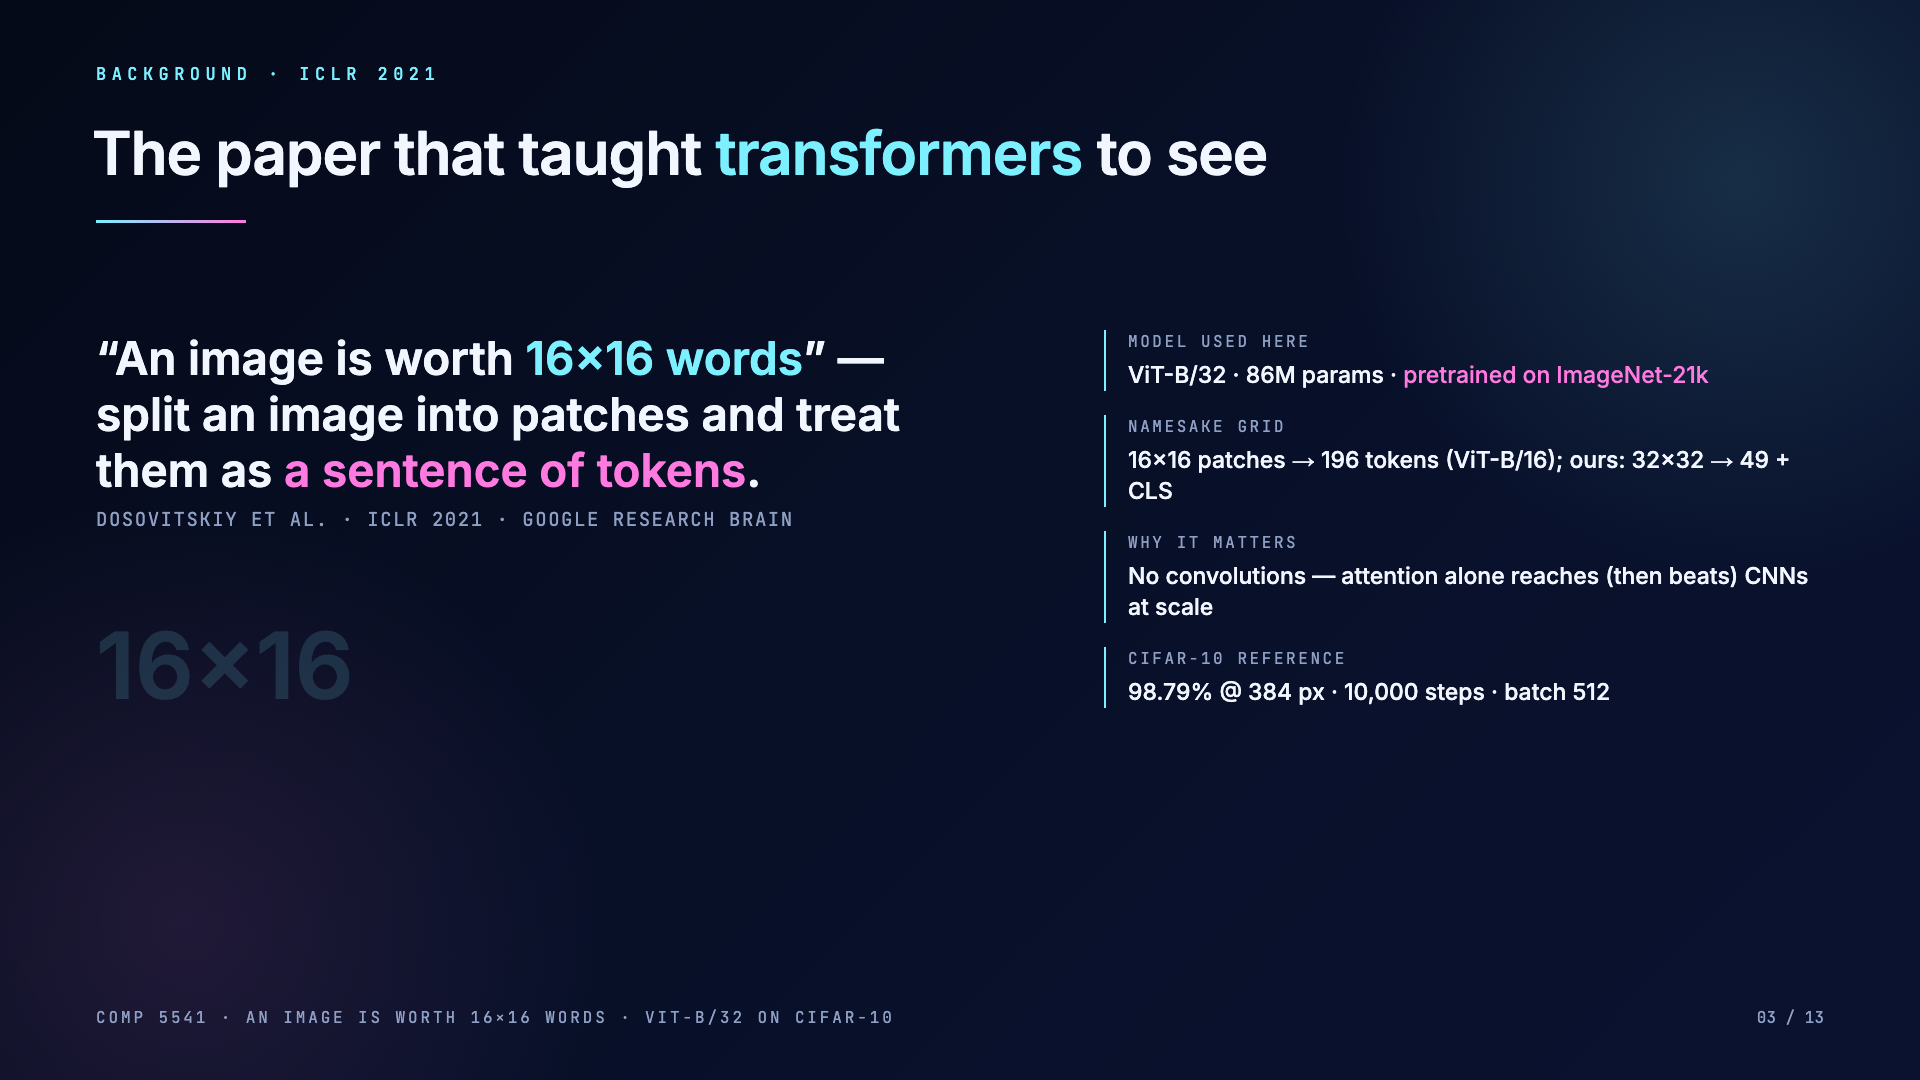 BACKGROUND · ICLR 2021
The paper that taught transformers to see
“An image is worth 16×16 words” —
split an image into patches and treat
them as a sentence of tokens.
DOSOVITSKIY ET AL. · ICLR 2021 · GOOGLE RESEARCH BRAIN
16×16
MODEL USED HERE
ViT-B/32 · 86M params · pretrained on ImageNet-21k
NAMESAKE GRID
16×16 patches → 196 tokens (ViT-B/16); ours: 32×32 → 49 +
CLS
WHY IT MATTERS
No convolutions — attention alone reaches (then beats) CNNs
at scale
CIFAR-10 REFERENCE
98.79% @ 384 px · 10,000 steps · batch 512
COMP 5541 · AN IMAGE IS WORTH 16×16 WORDS · VIT-B/32 ON CIFAR-10
03 / 13